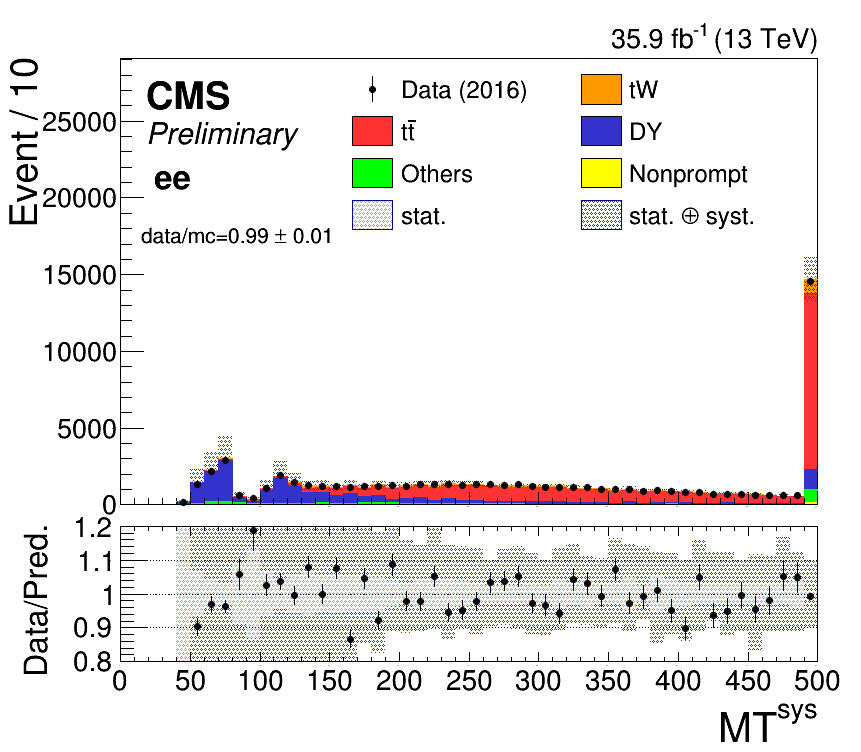 35.9 fb⁻¹ (13 TeV)
Event / 10
CMS
Preliminary
ee
data/mc=0.99 ± 0.01
Data (2016)
tW
tt̄
DY
Others
Nonprompt
stat.
stat. ⊕ syst.
25000
20000
15000
10000
5000
0
Data/Pred.
1.2
1.1
1
0.9
0.8
0 50 100 150 200 250 300 350 400 450 500
MT^sys